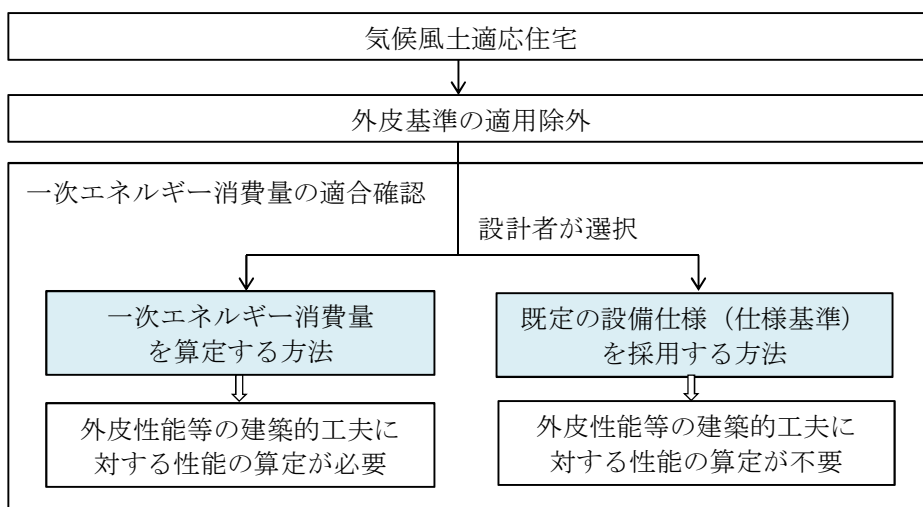 気候風土適応住宅
外皮基準の適用除外
一次エネルギー消費量の適合確認
設計者が選択
一次エネルギー消費量
を算定する方法
既定の設備仕様（仕様基準）
を採用する方法
外皮性能等の建築的工夫に
対する性能の算定が必要
外皮性能等の建築的工夫に
対する性能の算定が不要